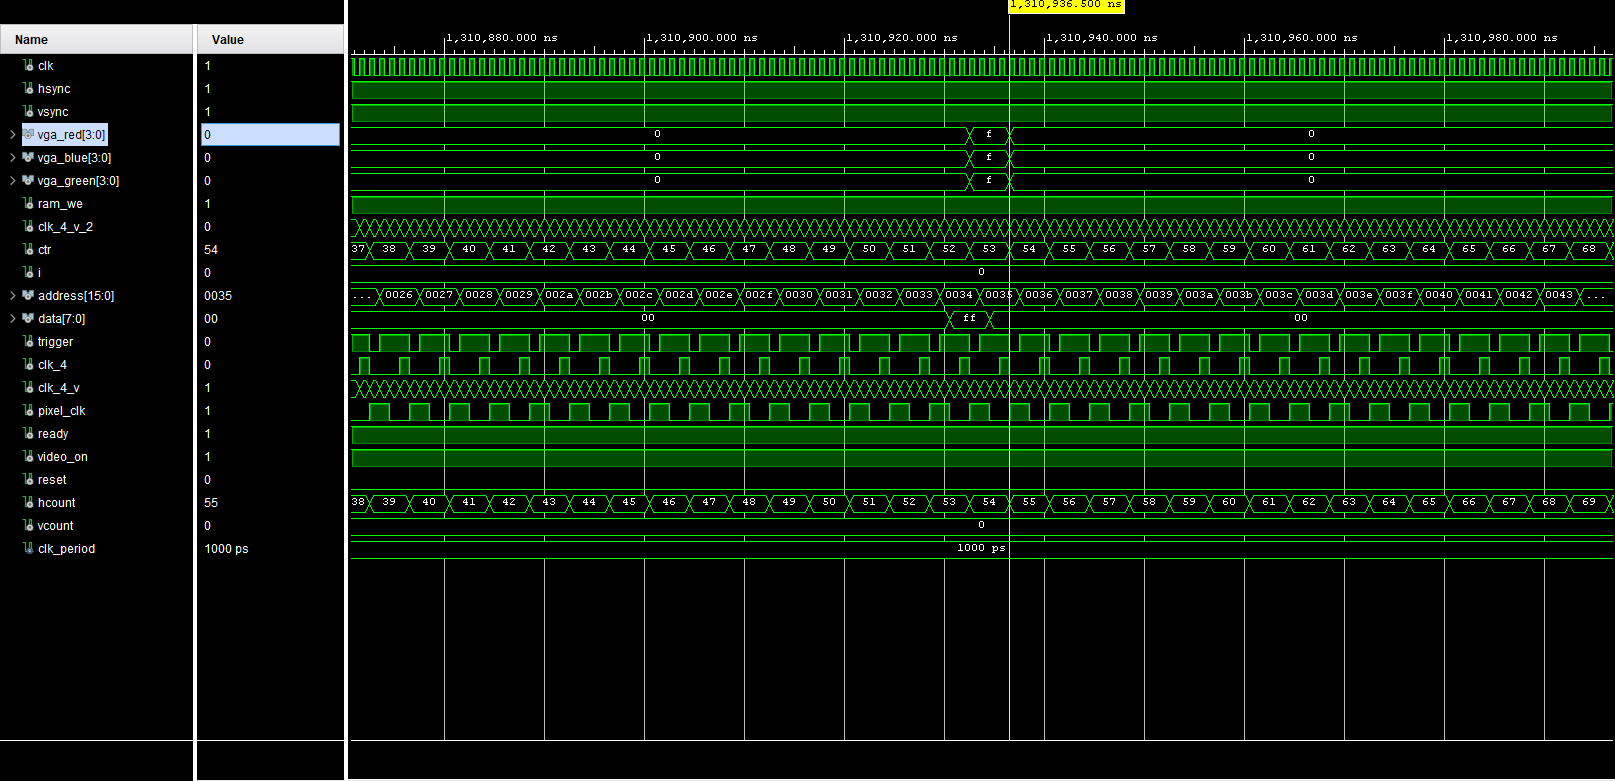 1,310,936.500 ns
Name Value
1,310,880.000 ns 1,310,900.000 ns 1,310,920.000 ns 1,310,940.000 ns 1,310,960.000 ns 1,310,980.000 ns
clk 1
hsync 1
vsync 1
vga_red[3:0] 0 0 f 0
vga_blue[3:0] 0 0 f 0
vga_green[3:0] 0 0 f 0
ram_we 1
clk_4_v_2 0
ctr 54 37 38 39 40 41 42 43 44 45 46 47 48 49 50 51 52 53 54 55 56 57 58 59 60 61 62 63 64 65 66 67 68
i 0 0
address[15:0] 0035 ... 0026 0027 0028 0029 002a 002b 002c 002d 002e 002f 0030 0031 0032 0033 0034 0035 0036 0037 0038 0039 003a 003b 003c 003d 003e 003f 0040 0041 0042 0043 ...
data[7:0] 00 00 ff 00
trigger 0
clk_4 0
clk_4_v 1
pixel_clk 1
ready 1
video_on 1
reset 0
hcount 55 38 39 40 41 42 43 44 45 46 47 48 49 50 51 52 53 54 55 56 57 58 59 60 61 62 63 64 65 66 67 68 69
vcount 0 0
clk_period 1000 ps 1000 ps